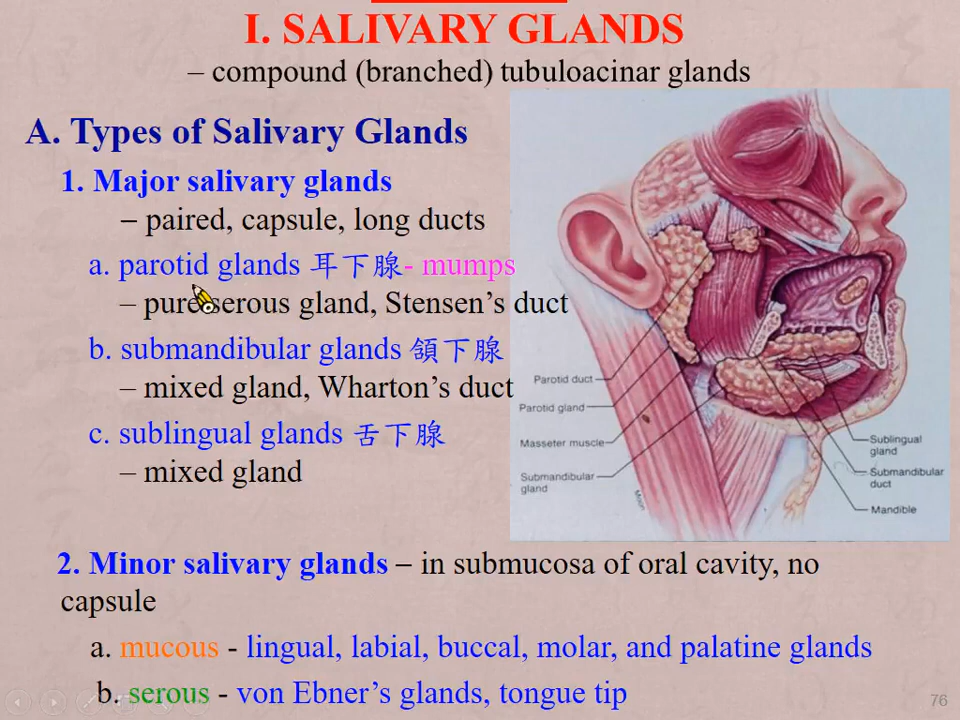 I. SALIVARY GLANDS
– compound (branched) tubuloacinar glands
A. Types of Salivary Glands
1. Major salivary glands
– paired, capsule, long ducts
a. parotid glands 耳下腺- mumps
– pure serous gland, Stensen's duct
b. submandibular glands 頷下腺
– mixed gland, Wharton's duct
c. sublingual glands 舌下腺
– mixed gland
Parotid duct
Parotid gland
Masseter muscle
Submandibular
gland
Sublingual
gland
Submandibular
duct
Mandible
2. Minor salivary glands – in submucosa of oral cavity, no
capsule
a. mucous - lingual, labial, buccal, molar, and palatine glands
b. serous - von Ebner's glands, tongue tip
76